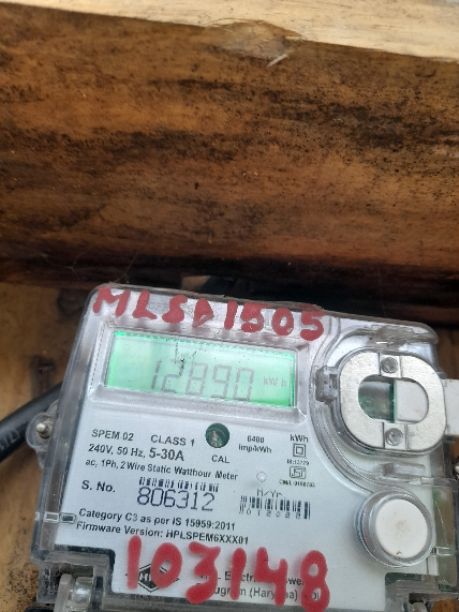 MLSD1505
12890 kWh
SPEM 02 CLASS 1 6400 imp/kWh kWh
240V, 50 Hz, 5-30A CAL
ac, 1Ph, 2 Wire Static Watthour Meter
S. No. 806312
Category C3 as per IS 15959:2011
Firmware Version: HPLSPEM6XXX01
103148